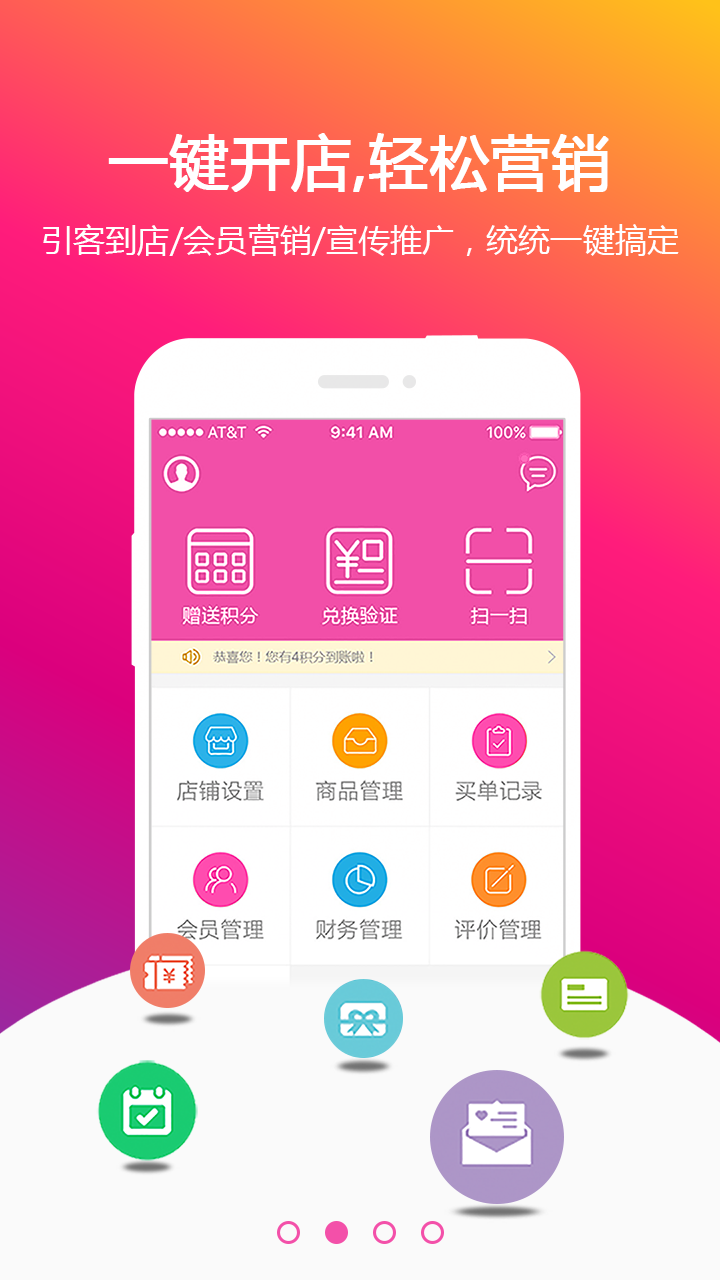 一键开店,轻松营销
引客到店/会员营销/宣传推广，统统一键搞定
AT&T 9:41 AM 100%
赠送积分 兑换验证 扫一扫
恭喜您！您有4积分到账啦！
店铺设置 商品管理 买单记录
会员管理 财务管理 评价管理